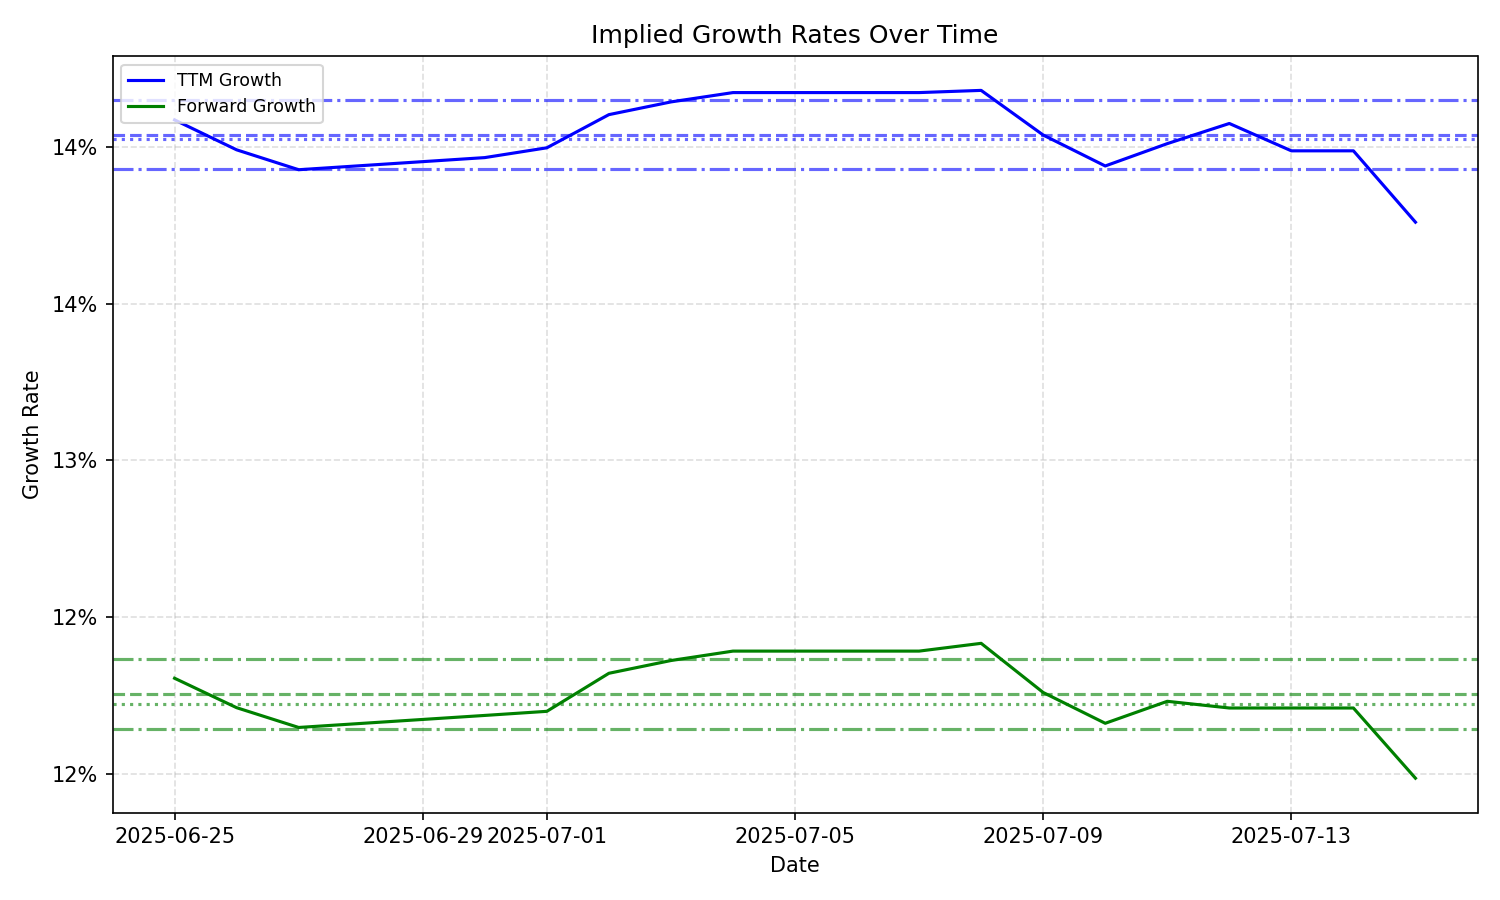 Implied Growth Rates Over Time
TTM Growth
Forward Growth
14%
14%
13%
12%
12%
Growth Rate
2025-06-25 2025-06-29 2025-07-01 2025-07-05 2025-07-09 2025-07-13
Date